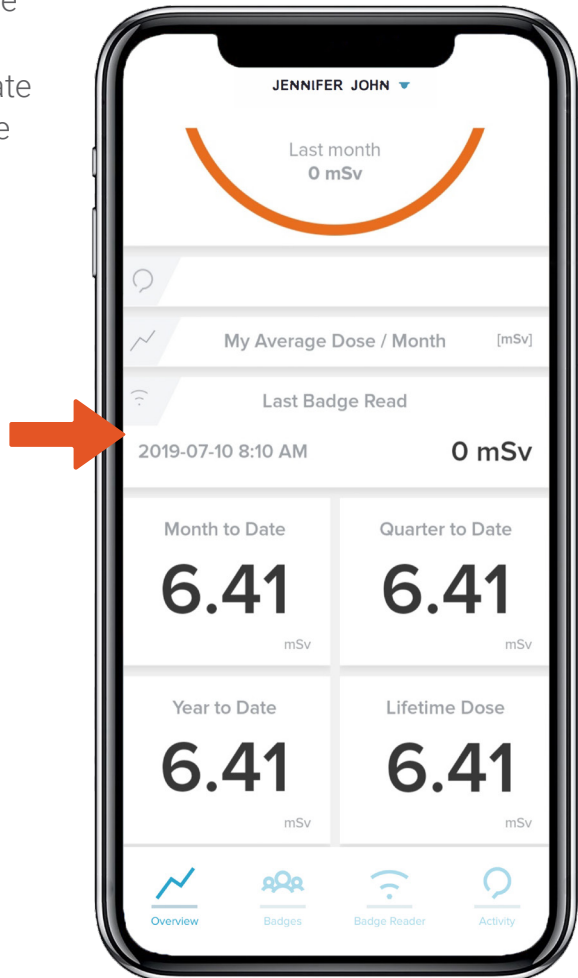 JENNIFER JOHN
Last month
0 mSv
My Average Dose / Month [mSv]
Last Badge Read
2019-07-10 8:10 AM 0 mSv
Month to Date Quarter to Date
6.41 6.41
mSv mSv
Year to Date Lifetime Dose
6.41 6.41
mSv mSv
Overview Badges Badge Reader Activity